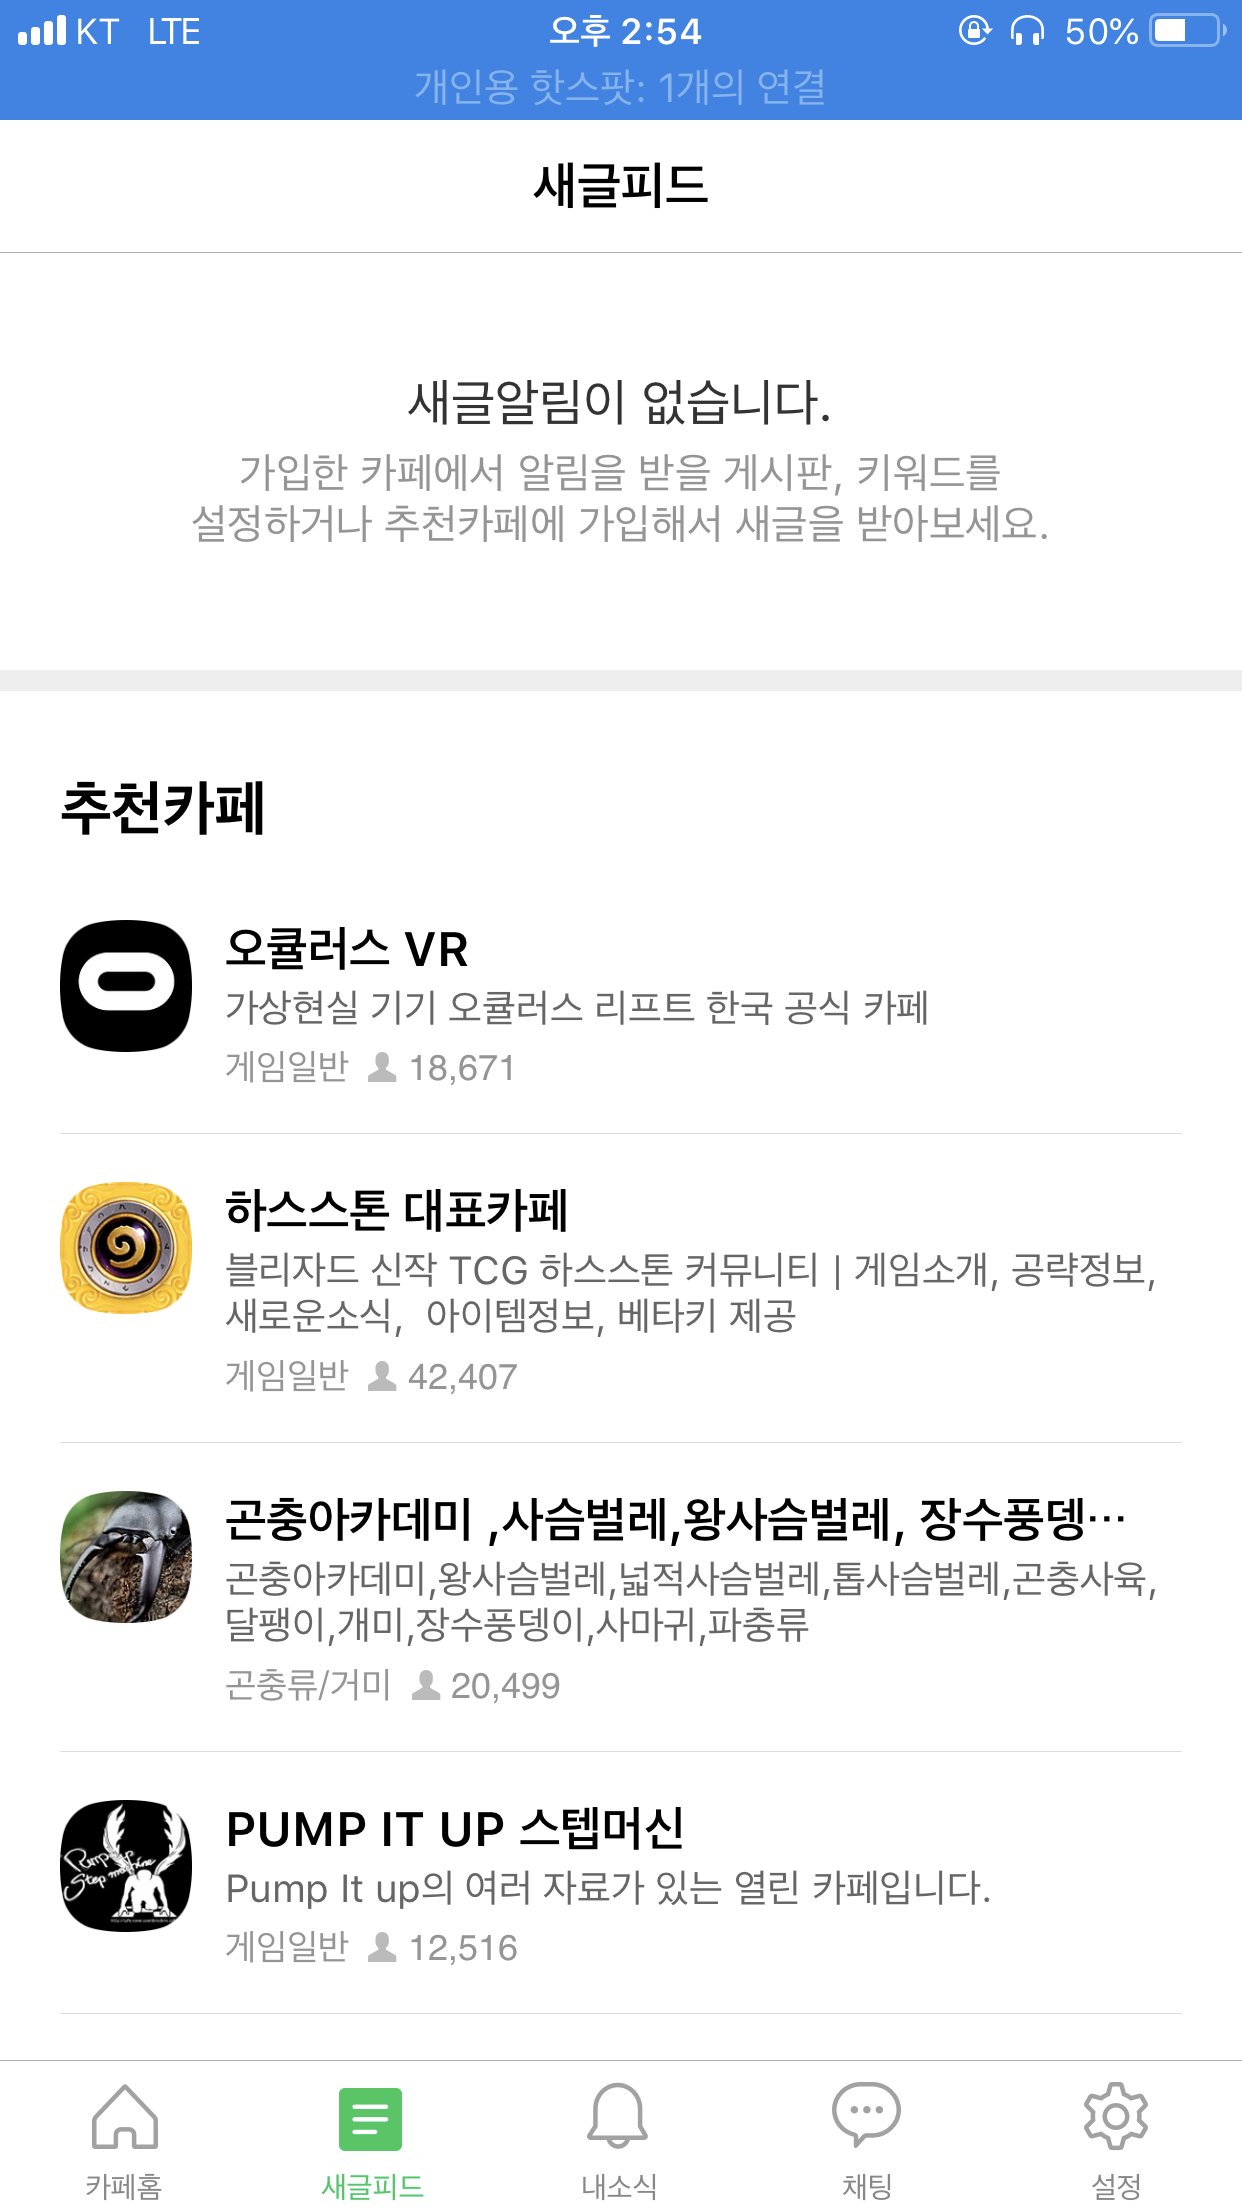 KT LTE 오후 2:54 50%
개인용 핫스팟: 1개의 연결
새글피드
새글알림이 없습니다.
가입한 카페에서 알림을 받을 게시판, 키워드를
설정하거나 추천카페에 가입해서 새글을 받아보세요.
추천카페
오큘러스 VR
가상현실 기기 오큘러스 리프트 한국 공식 카페
게임일반 18,671
하스스톤 대표카페
블리자드 신작 TCG 하스스톤 커뮤니티 | 게임소개, 공략정보,
새로운소식, 아이템정보, 베타키 제공
게임일반 42,407
곤충아카데미 ,사슴벌레,왕사슴벌레, 장수풍뎅…
곤충아카데미,왕사슴벌레,넓적사슴벌레,톱사슴벌레,곤충사육,
달팽이,개미,장수풍뎅이,사마귀,파충류
곤충류/거미 20,499
PUMP IT UP 스텝머신
Pump It up의 여러 자료가 있는 열린 카페입니다.
게임일반 12,516
카페홈 새글피드 내소식 채팅 설정